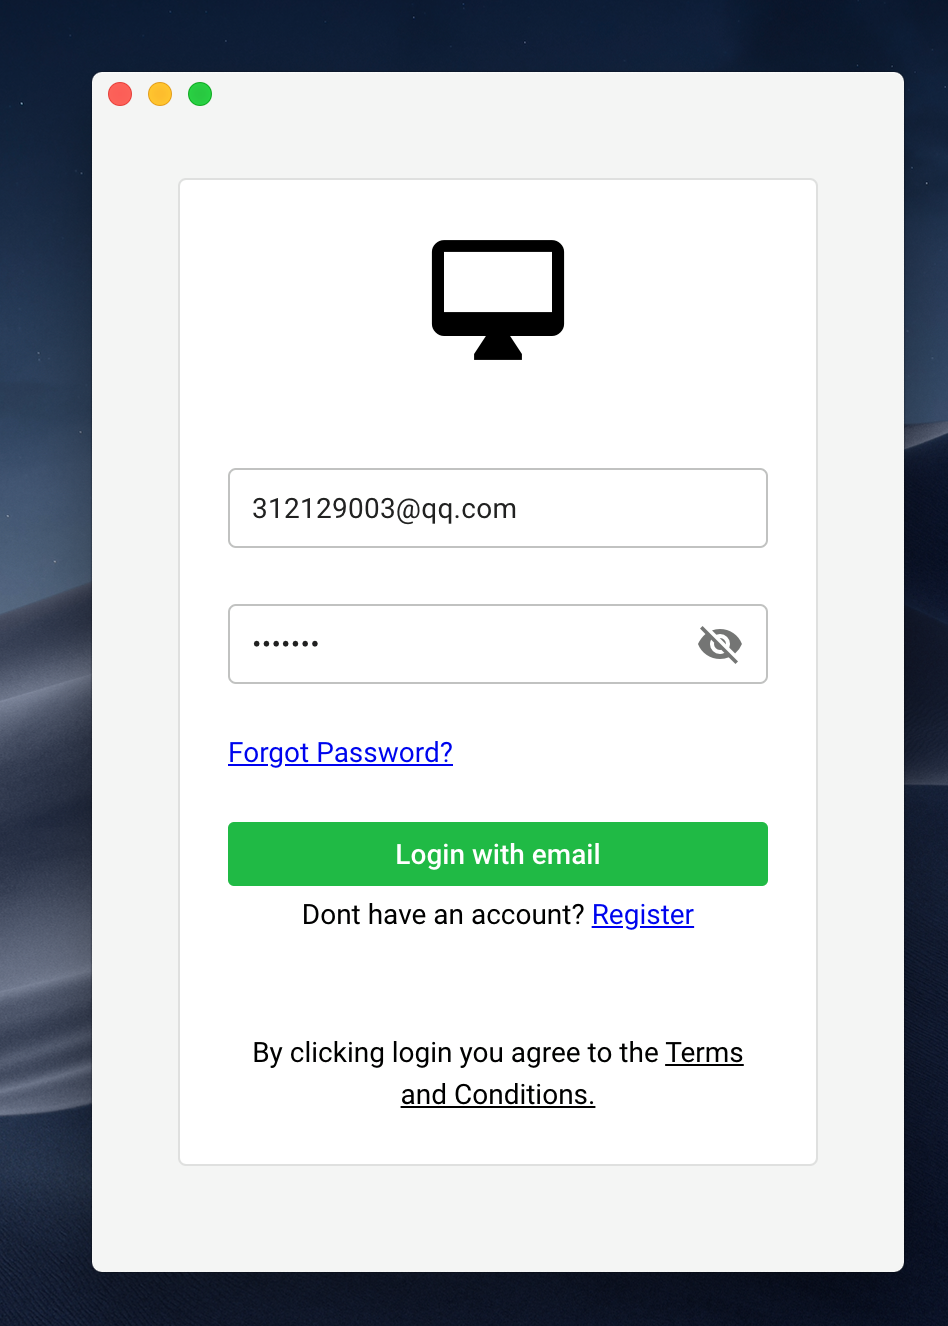 312129003@qq.com
•••••••
Forgot Password?
Login with email
Dont have an account? Register
By clicking login you agree to the Terms
and Conditions.